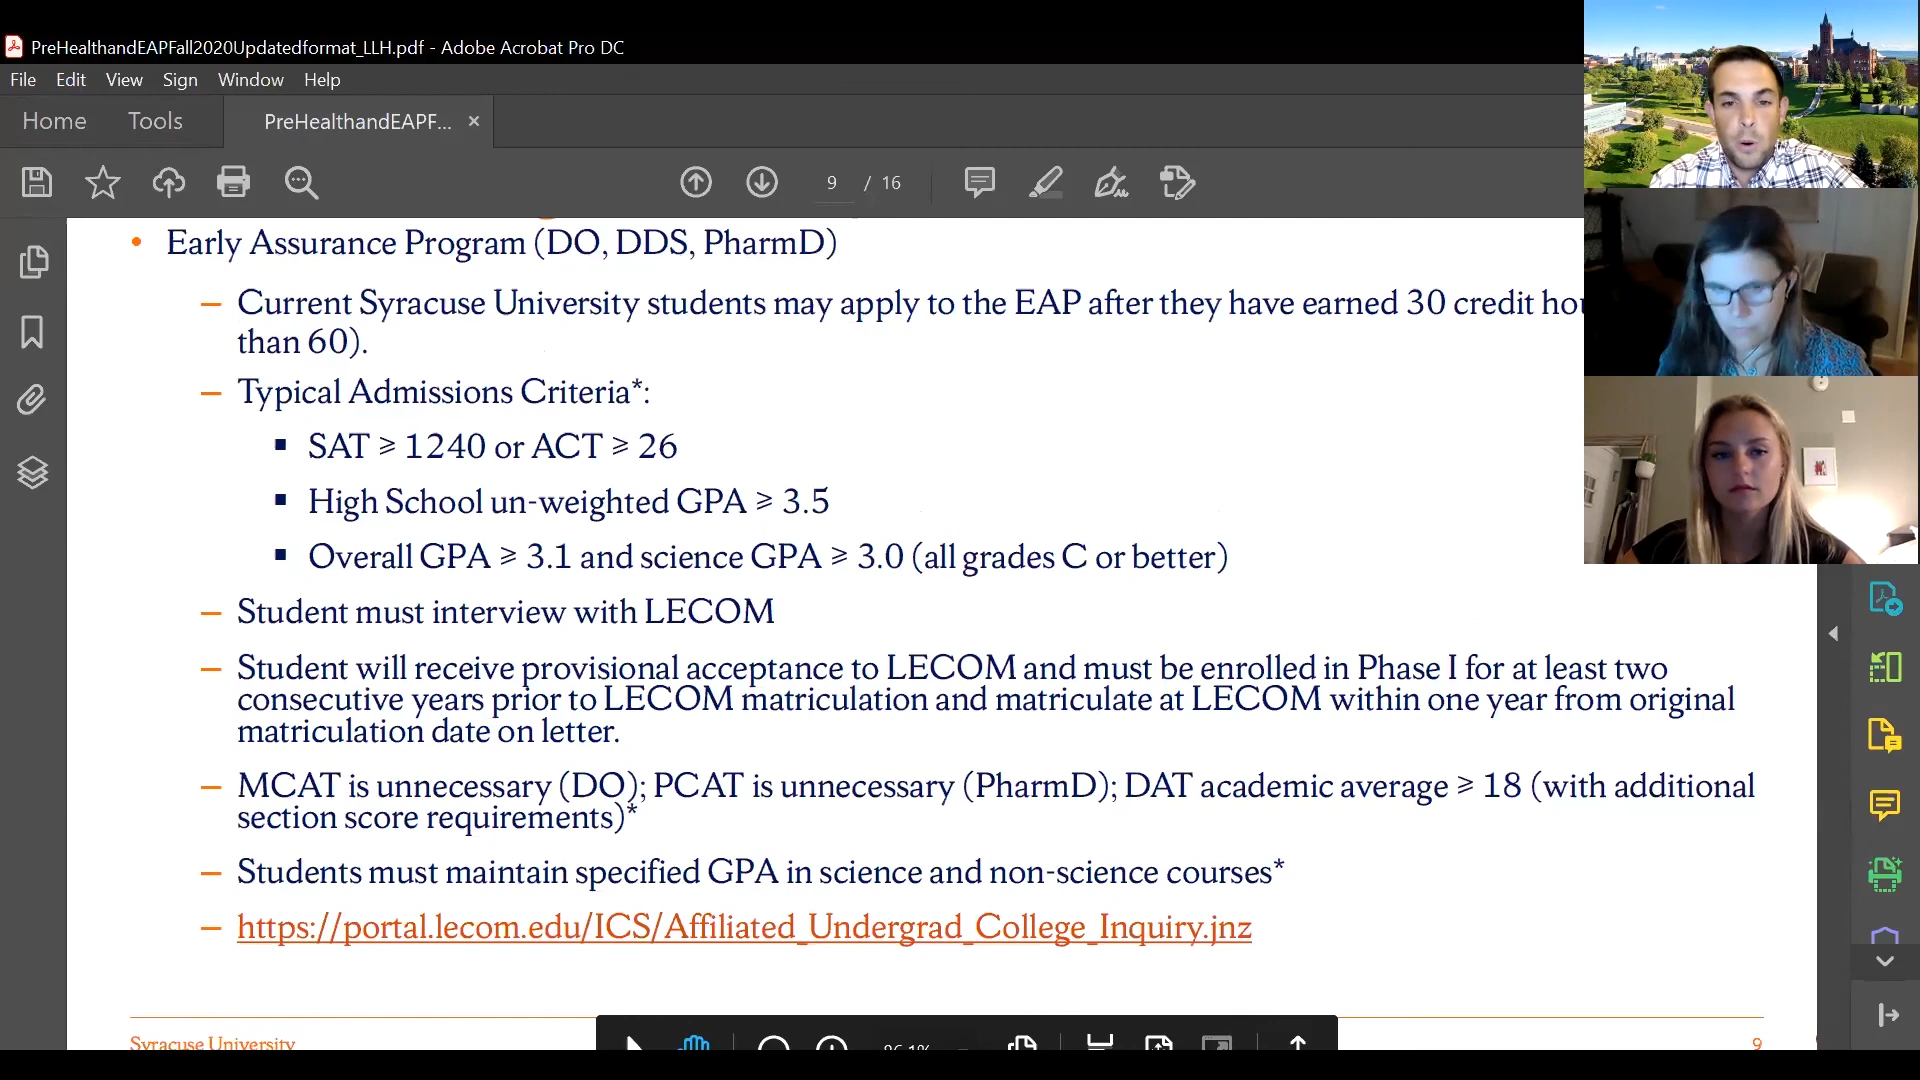 PreHealthandEAPFall2020Updatedformat_LLH.pdf - Adobe Acrobat Pro DC
File Edit View Sign Window Help
Home Tools PreHealthandEAPF... ×
9 / 16
• Early Assurance Program (DO, DDS, PharmD)
– Current Syracuse University students may apply to the EAP after they have earned 30 credit
than 60).
– Typical Admissions Criteria*:
▪ SAT ≥ 1240 or ACT ≥ 26
▪ High School un-weighted GPA ≥ 3.5
▪ Overall GPA ≥ 3.1 and science GPA ≥ 3.0 (all grades C or better)
– Student must interview with LECOM
– Student will receive provisional acceptance to LECOM and must be enrolled in Phase I for at least two
consecutive years prior to LECOM matriculation and matriculate at LECOM within one year from original
matriculation date on letter.
– MCAT is unnecessary (DO); PCAT is unnecessary (PharmD); DAT academic average ≥ 18 (with additional
section score requirements)*
– Students must maintain specified GPA in science and non-science courses*
– https://portal.lecom.edu/ICS/Affiliated_Undergrad_College_Inquiry.jnz
Syracuse University
9